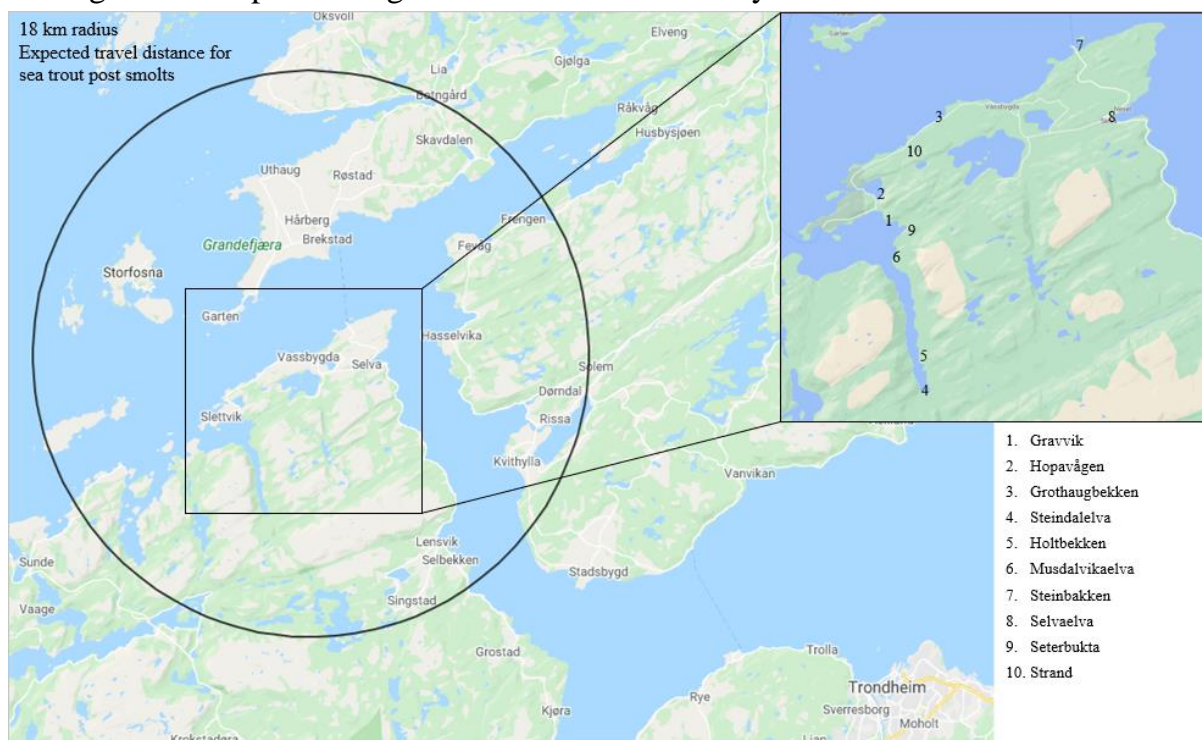 18 km radius
Expected travel distance for
sea trout post smolts
Oksvoll
Lia
Botngård
Gjølga
Elveng
Råkvåg
Husbysjøen
Skavdalen
Uthaug
Røstad
Hårberg
Brekstad
Grandefjæra
Frengen
Fevåg
Storfosna
Garten
Hasselvika
Vassbygda
Selva
Solem
Dørndal
Rissa
Slettvik
Kvithylla
Vanvikan
Lensvik
Selbekken
Stadsbygd
Sunde
Singstad
Vaage
Grostad
Trolla
Rye
Trondheim
Sverresborg
Moholt
Kjøra
Krokstadøra
7
3
Vassbygda
8
10
2
1
9
6
5
4
1. Gravvik
2. Hopavågen
3. Grothaugbekken
4. Steindalelva
5. Holtbekken
6. Musdalvikaelva
7. Steinbakken
8. Selvaelva
9. Seterbukta
10. Strand